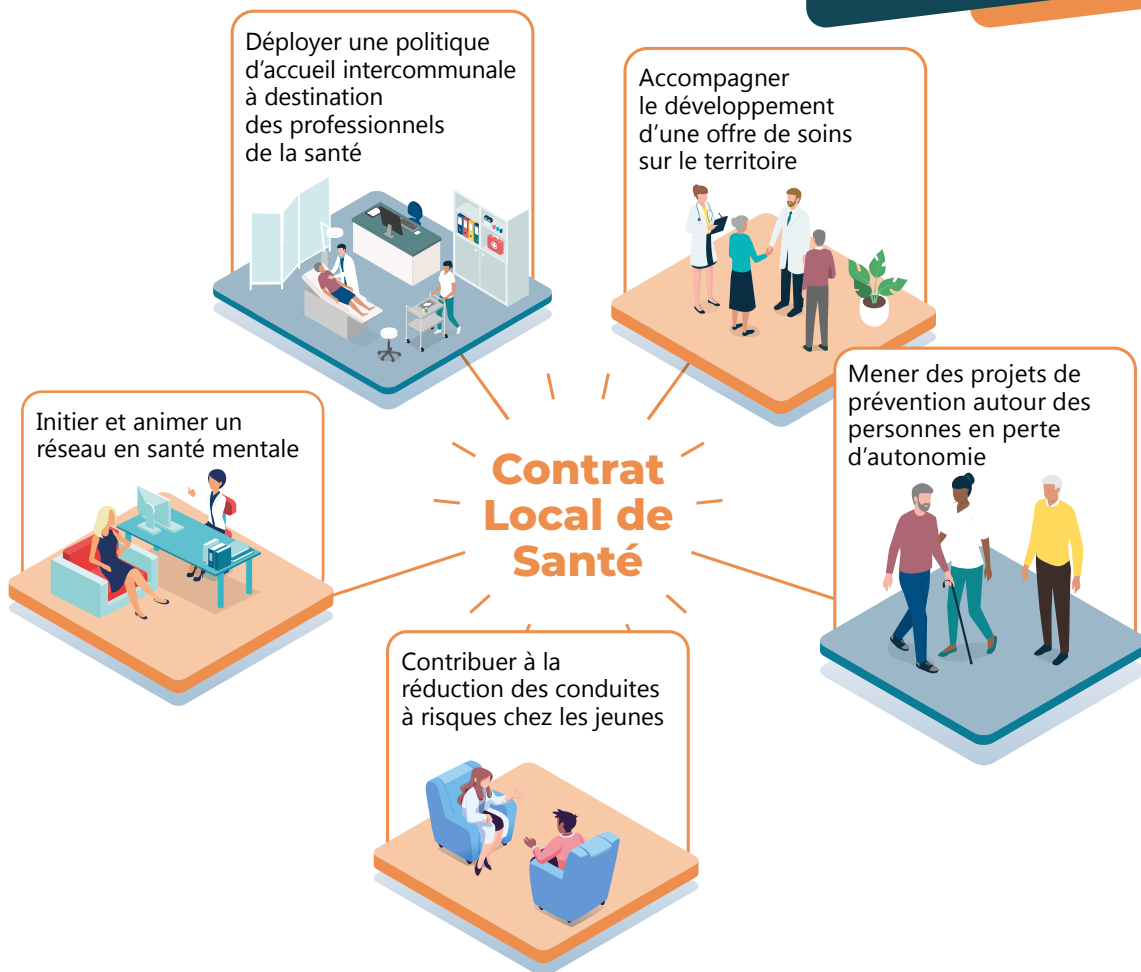 Déployer une politique
d'accueil intercommunale
à destination
des professionnels
de la santé
Accompagner
le développement
d'une offre de soins
sur le territoire
Mener des projets de
prévention autour des
personnes en perte
d'autonomie
Initier et animer un
réseau en santé mentale
Contrat
Local de
Santé
Contribuer à la
réduction des conduites
à risques chez les jeunes